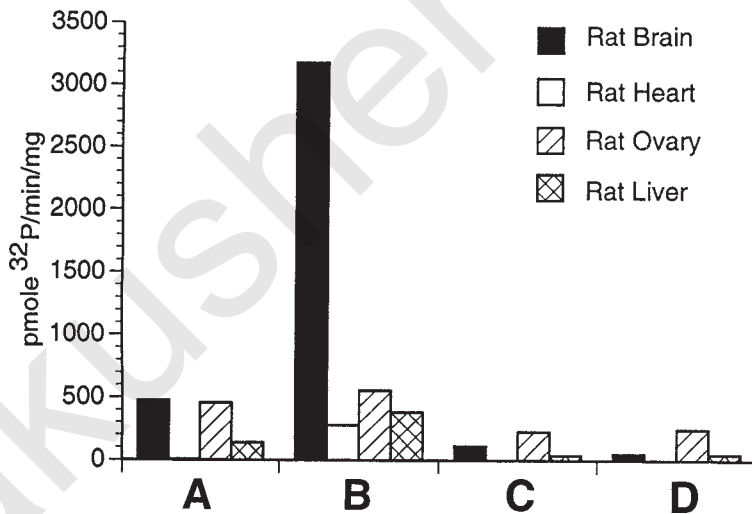 3500
3000
2500
2000
1500
1000
500
0
pmole 32P/min/mg
Rat Brain
Rat Heart
Rat Ovary
Rat Liver
A B C D
akusher